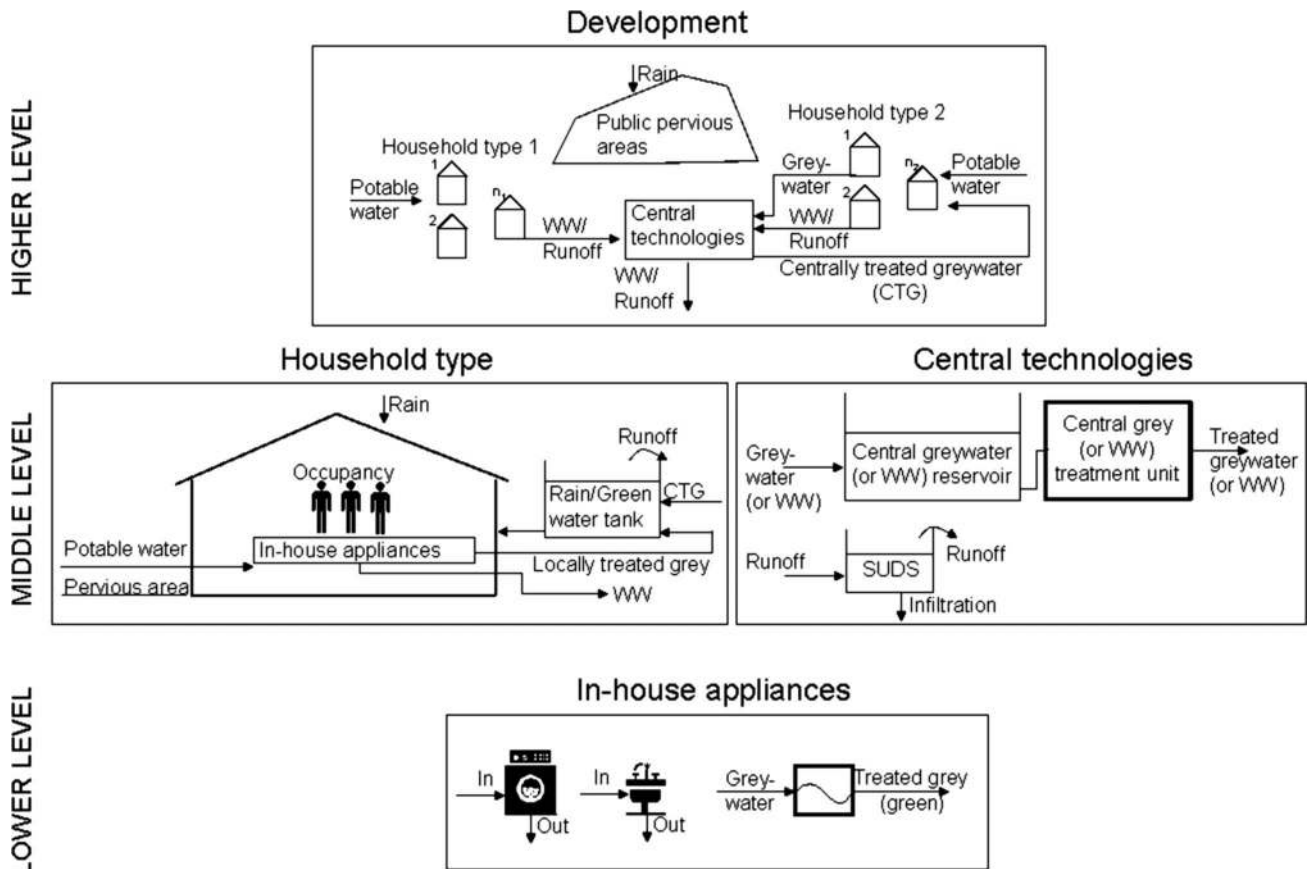 Development
HIGHER LEVEL
Rain
Public pervious
areas
Household type 1
1
2
n1
Potable
water
WW/
Runoff
Central
technologies
WW/
Runoff
Household type 2
1
2
n2
Grey-
water
WW/
Runoff
Potable
water
Centrally treated greywater
(CTG)
MIDDLE LEVEL
Household type
Rain
Occupancy
In-house appliances
Potable water
Pervious area
Runoff
Rain/Green
water tank
CTG
Locally treated grey
WW
Central technologies
Grey-
water
(or WW)
Central greywater
(or WW) reservoir
Central grey
(or WW)
treatment unit
Treated
greywater
(or WW)
Runoff
SUDS
Runoff
Infiltration
LOWER LEVEL
In-house appliances
In
Out
In
Out
Grey-
water
Treated grey
(green)